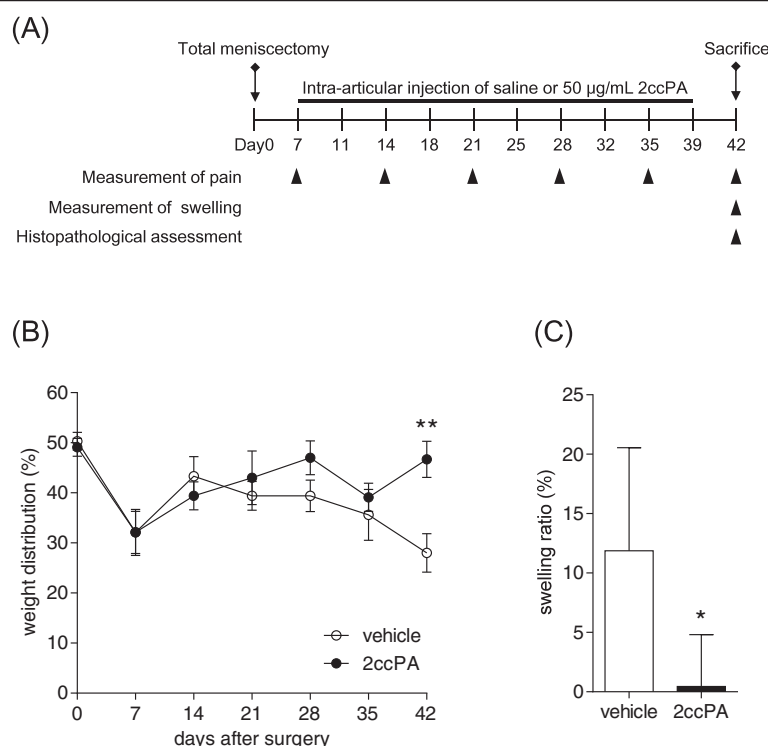 (A)
Total meniscectomy
Sacrifice
Intra-articular injection of saline or 50 μg/mL 2ccPA
Day0 7 11 14 18 21 25 28 32 35 39 42
Measurement of pain
Measurement of swelling
Histopathological assessment
(B)
(C)
60
50
40
30
20
10
0
weight distribution (%)
**
vehicle
2ccPA
0 7 14 21 28 35 42
days after surgery
25
20
15
10
5
0
swelling ratio (%)
*
vehicle 2ccPA